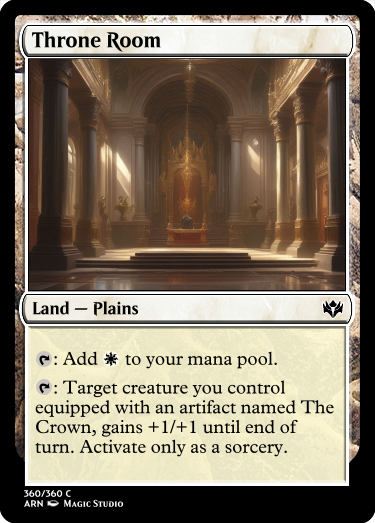 Throne Room
Land — Plains
: Add to your mana pool.
: Target creature you control
equipped with an artifact named The
Crown, gains +1/+1 until end of
turn. Activate only as a sorcery.
360/360 C
ARN Magic Studio